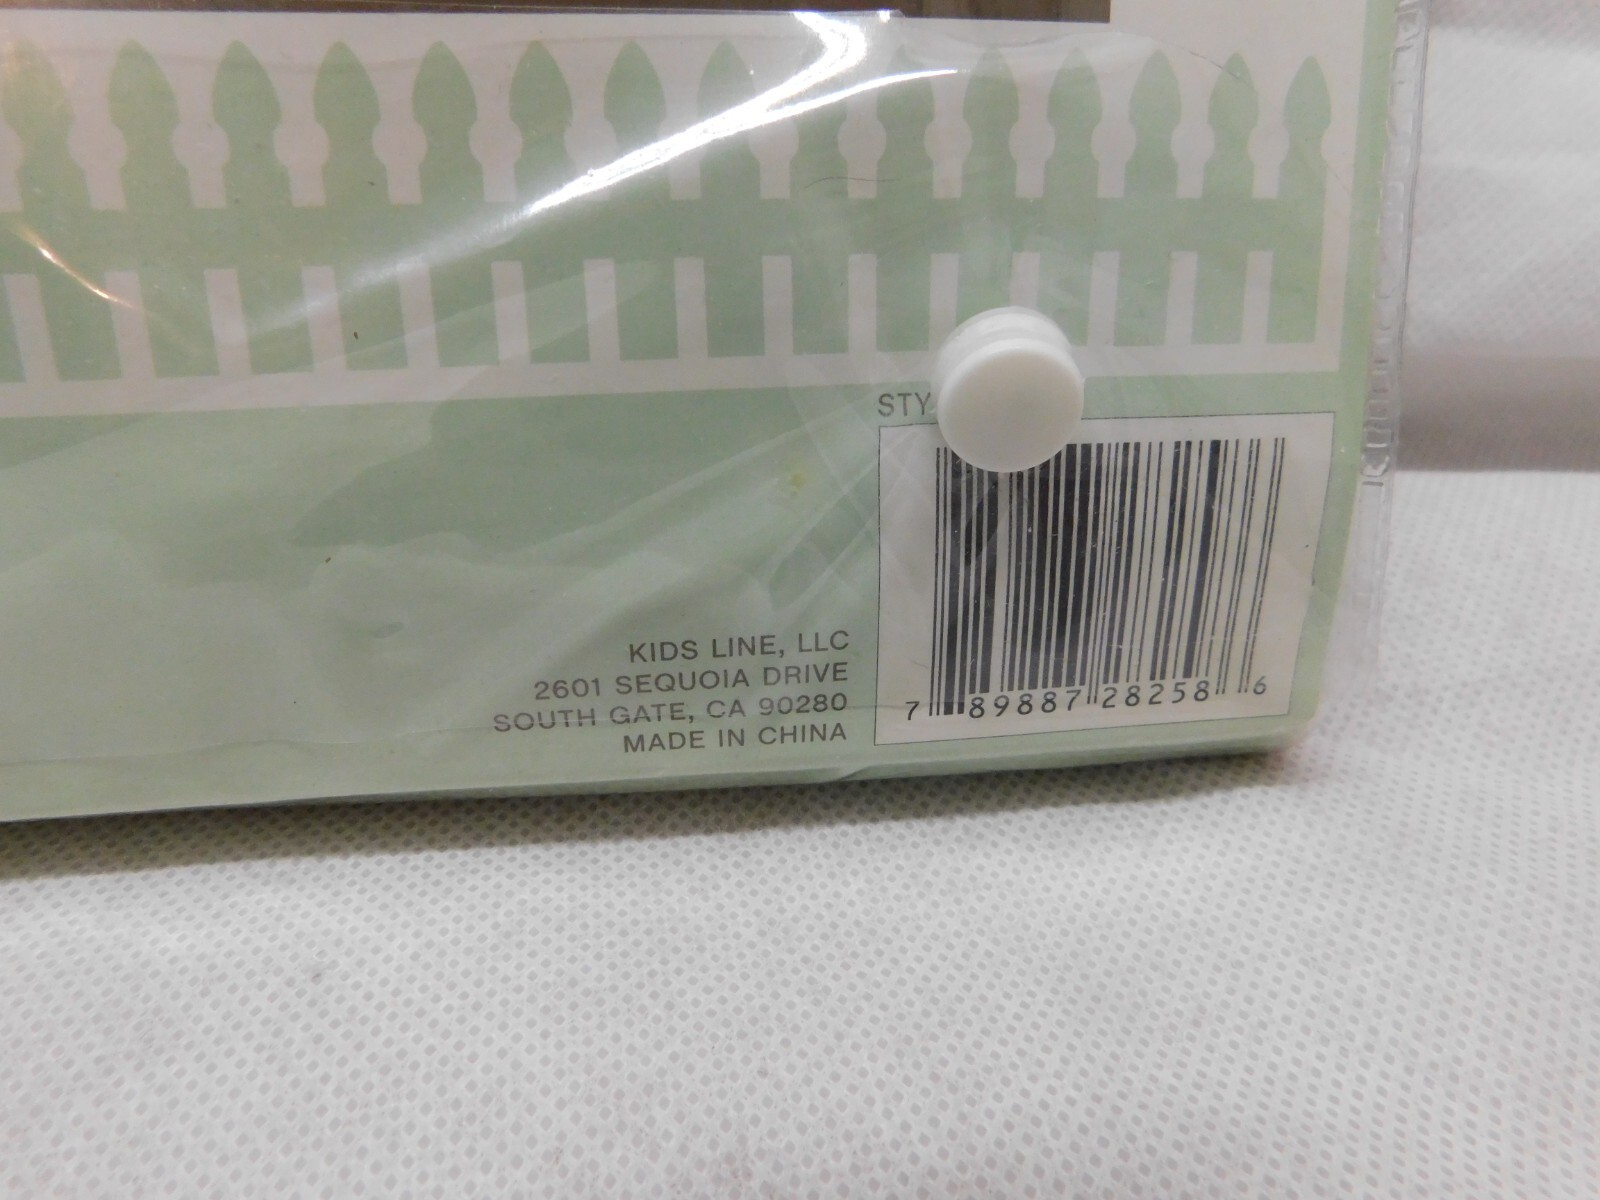 STY
KIDS LINE, LLC
2601 SEQUOIA DRIVE
SOUTH GATE, CA 90280
MADE IN CHINA
7 89887 28258 6